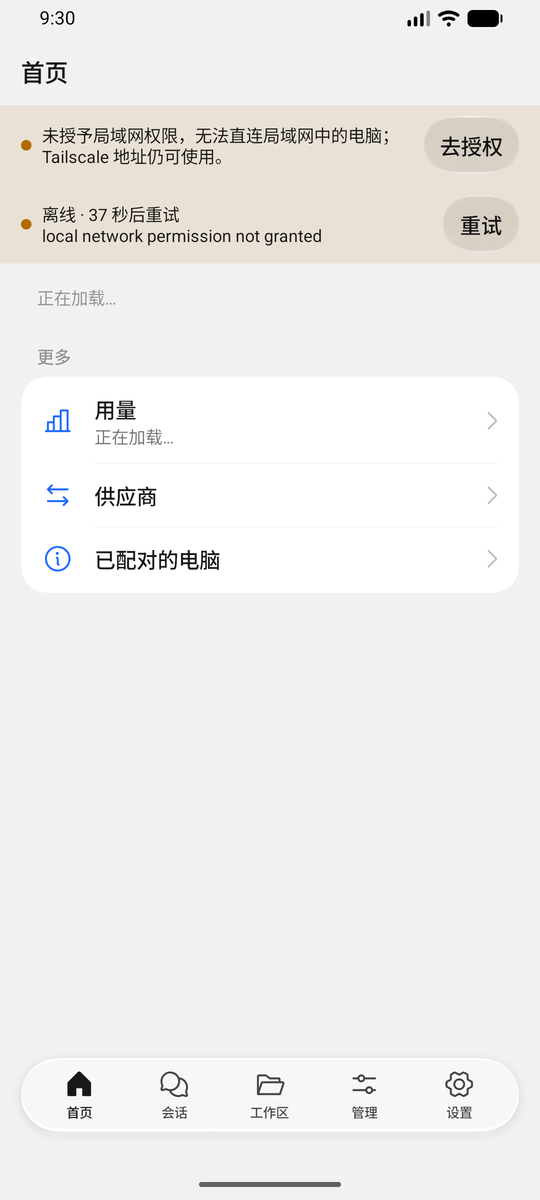 9:30
首页
未授予局域网权限，无法直连局域网中的电脑；
Tailscale 地址仍可使用。
去授权
离线 · 37 秒后重试
local network permission not granted
重试
正在加载…
更多
用量
正在加载…
供应商
已配对的电脑
首页
会话
工作区
管理
设置